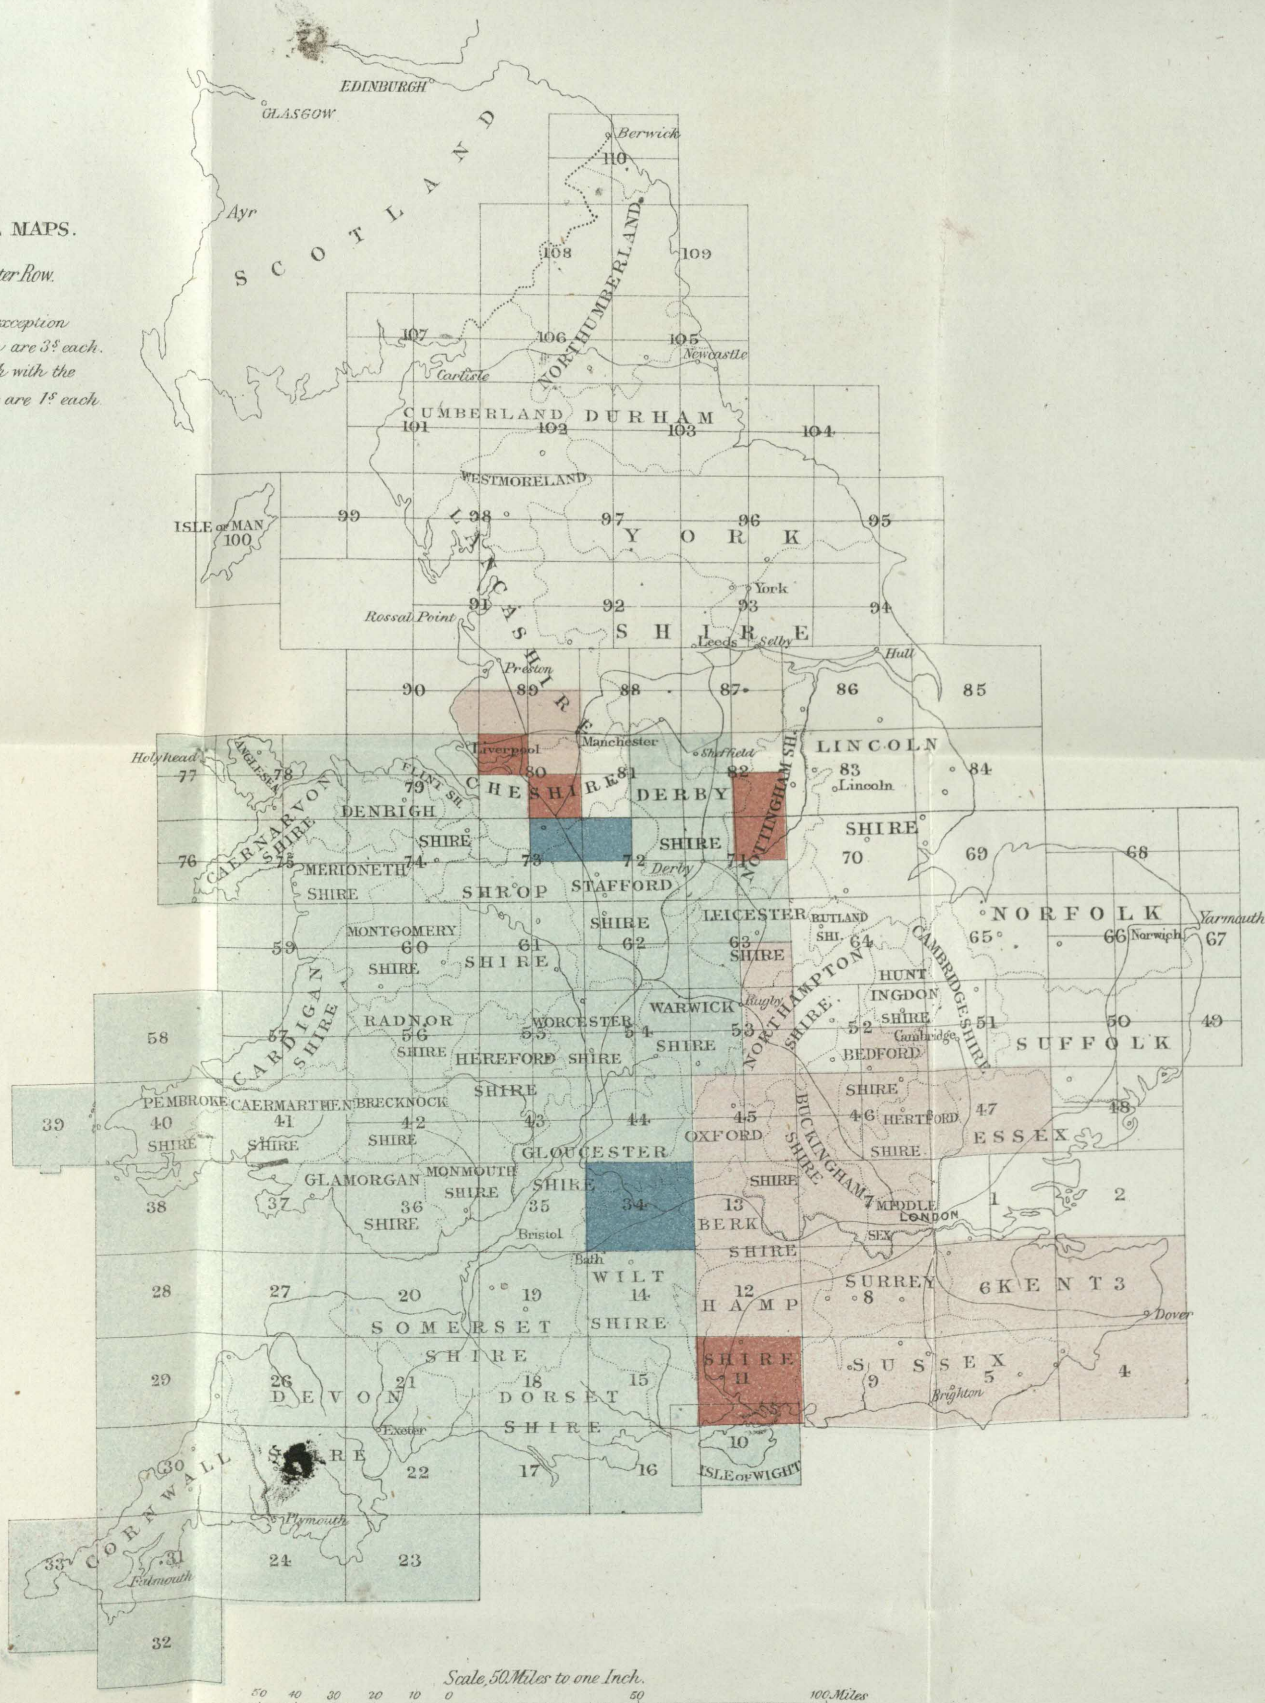 EDINBURGH
GLASGOW
Berwick
110
SCOTLAND
Ayr
MAPS.
ter Row.
108
109
NORTHUMBERLAND
xception
are 3s each.
h with the
are 1s each
107
106
105
Newcastle
Carlisle
CUMBERLAND DURHAM
101
102
103
104
WESTMORELAND
ISLE of MAN
100
99
98
97
96
95
YORK
LANCASHIRE
York
91
92
93
94
Rossal Point
SHIRE
Leeds
Selby
Hull
Preston
90
89
88
87
86
85
Liverpool
Manchester
Sheffield
LINCOLN
Holyhead
77
ANGLESEA
78
FLINT SH.
79
80
81
82
83
84
CHESHIRE
DERBY
NOTTINGHAM SH.
Lincoln
CAERNARVON
SHIRE
DENBIGH
SHIRE
SHIRE
SHIRE
76
75
74
73
72
71
70
69
68
MERIONETH
SHIRE
Derby
SHROP
STAFFORD
SHIRE
LEICESTER
RUTLAND
SHI.
NORFOLK
Yarmouth
MONTGOMERY
59
60
61
62
63
64
65
66
Norwich
67
SHIRE
SHIRE
SHIRE
CAMBRIDGE SHIRE
NORTHAMPTON
SHIRE
HUNT
INGDON
SHIRE
CARDIGAN
SHIRE
WARWICK
Rugby
58
57
RADNOR
56
SHIRE
WORCESTER
55
54
53
52
51
50
49
HEREFORD
SHIRE
SHIRE
Cambridge
SUFFOLK
BEDFORD
SHIRE
SHIRE
39
PEMBROKE
40
SHIRE
CAERMARTHEN
41
SHIRE
BRECKNOCK
42
SHIRE
43
44
45
46
HERTFORD
47
48
GLOUCESTER
OXFORD
BUCKINGHAM
SHIRE
SHIRE
ESSEX
GLAMORGAN
MONMOUTH
SHIRE
SHIRE
SHIRE
38
37
36
SHIRE
35
34
13
7
MIDDLE
SEX
LONDON
1
2
Bristol
BERK
SHIRE
Bath
28
27
20
19
WILT
14
SHIRE
12
HAMP
SURREY
8
6
KENT
3
Dover
SOMERSET
SHIRE
29
26
21
18
15
SHIRE
11
SUSSEX
9
5
4
DEVON
DORSET
SHIRE
Brighton
Exeter
30
CORNWALL
22
17
16
10
ISLE OF WIGHT
Plymouth
33
31
Falmouth
24
23
32
Scale, 50 Miles to one Inch.
50 40 30 20 10 0 50 100 Miles